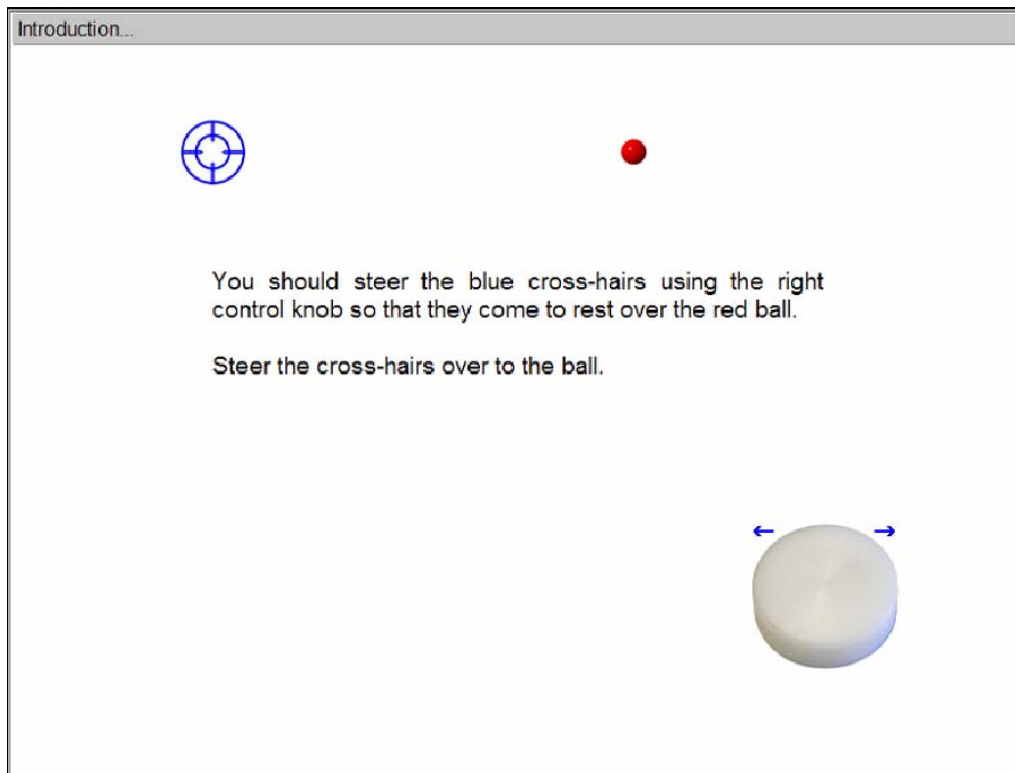 Introduction...
You should steer the blue cross-hairs using the right
control knob so that they come to rest over the red ball.
Steer the cross-hairs over to the ball.